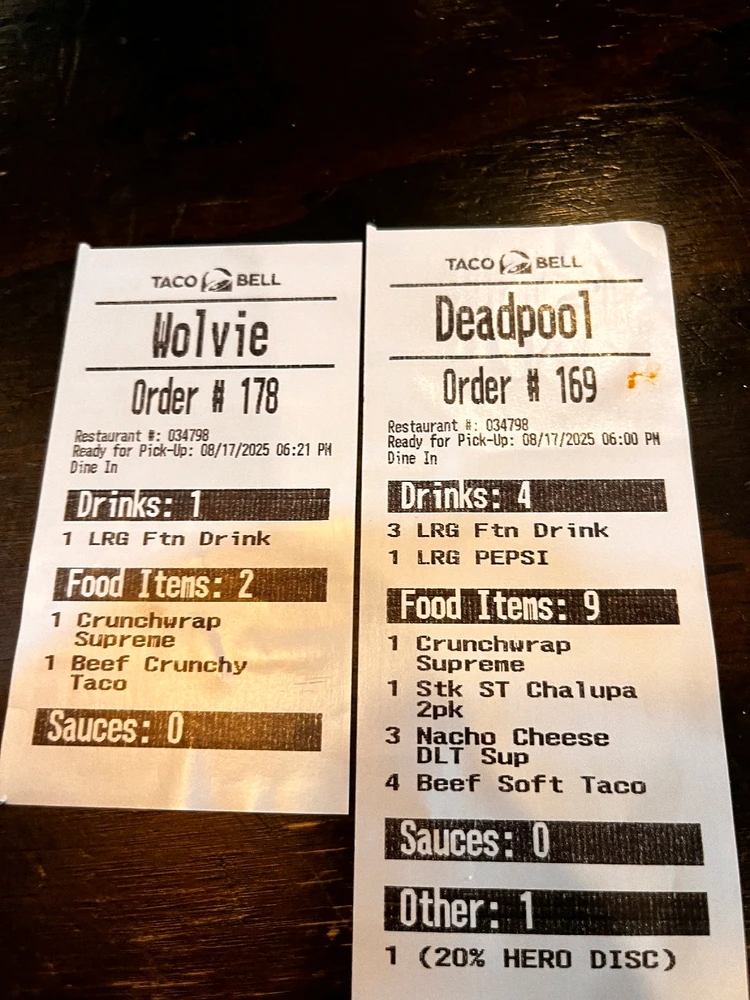 TACO BELL
Wolvie
Order # 178
Restaurant #: 034798
Ready for Pick-Up: 08/17/2025 06:21 PM
Dine In
Drinks: 1
1 LRG Ftn Drink
Food Items: 2
1 Crunchwrap
Supreme
1 Beef Crunchy
Taco
Sauces: 0
TACO BELL
Deadpool
Order # 169
Restaurant #: 034798
Ready for Pick-Up: 08/17/2025 06:00 PM
Dine In
Drinks: 4
3 LRG Ftn Drink
1 LRG PEPSI
Food Items: 9
1 Crunchwrap
Supreme
1 Stk ST Chalupa
2pk
3 Nacho Cheese
DLT Sup
4 Beef Soft Taco
Sauces: 0
Other: 1
1 (20% HERO DISC)